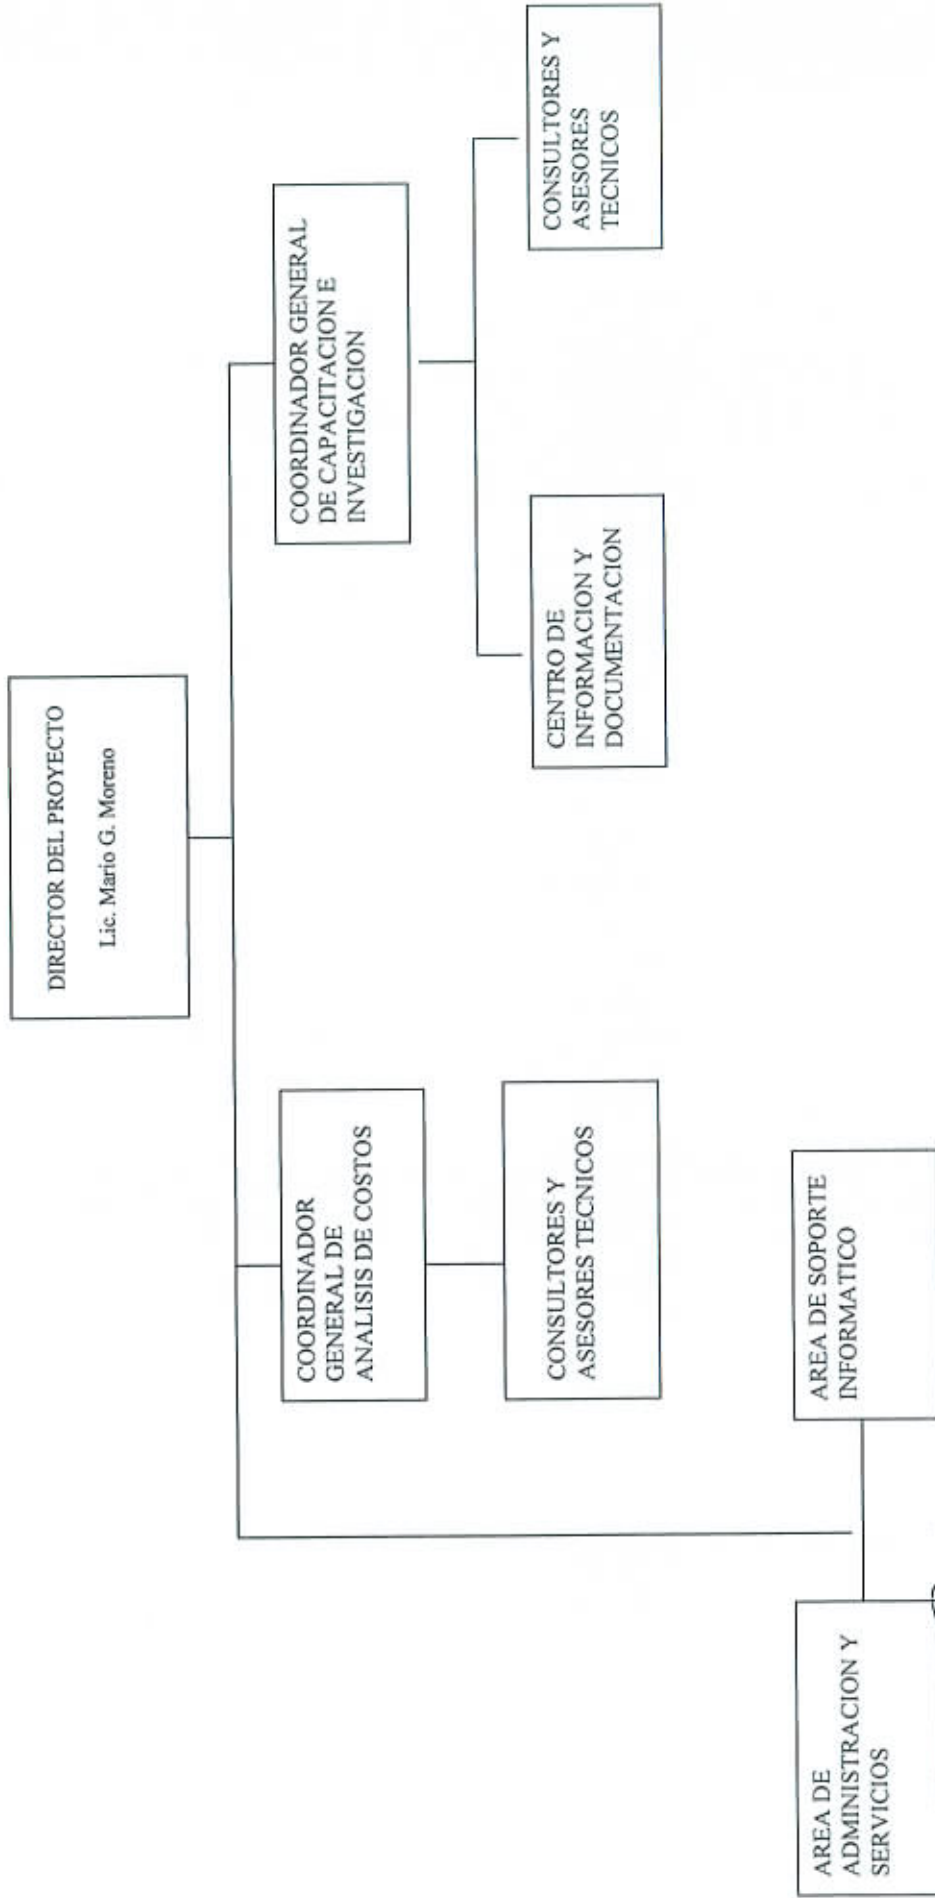 DIRECTOR DEL PROYECTO
Lic. Mario G. Moreno
COORDINADOR
GENERAL DE
ANALISIS DE COSTOS
COORDINADOR GENERAL
DE CAPACITACION E
INVESTIGACION
CONSULTORES Y
ASESORES TECNICOS
CENTRO DE
INFORMACION Y
DOCUMENTACION
CONSULTORES Y
ASESORES
TECNICOS
AREA DE
ADMINISTRACION Y
SERVICIOS
AREA DE SOPORTE
INFORMATICO